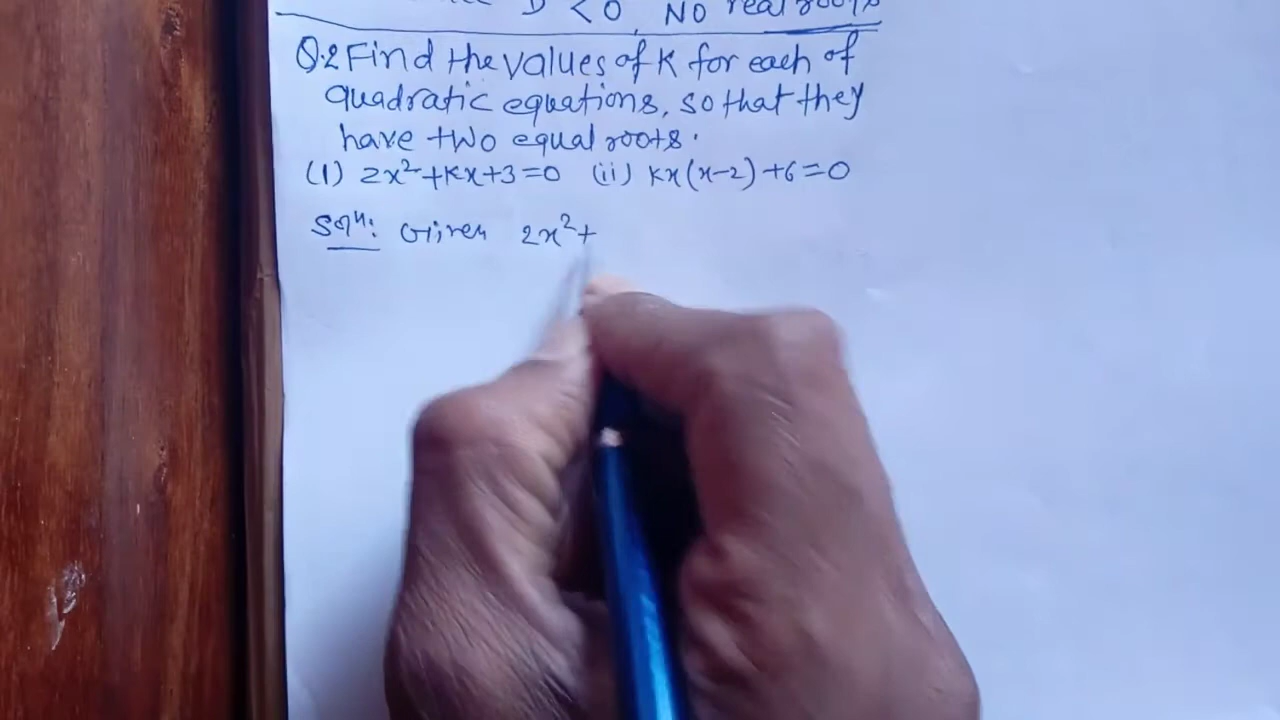 D < 0, No real roots
Q.2 Find the values of K for each of
quadratic equations, so that they
have two equal roots.
(i) 2x²+Kx+3=0 (ii) Kx(x-2)+6=0
Solⁿ: Given 2x²+